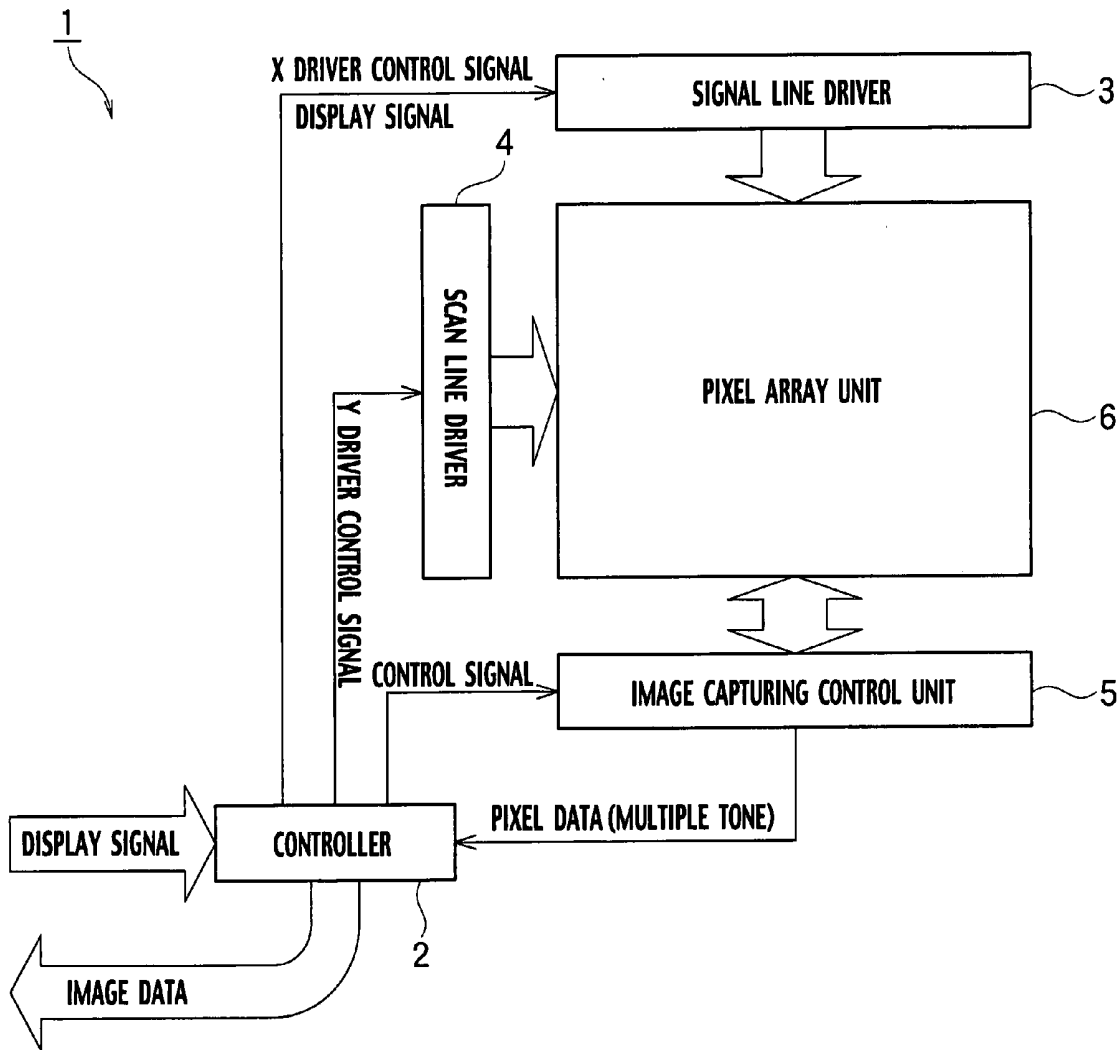 1
X DRIVER CONTROL SIGNAL
DISPLAY SIGNAL
SIGNAL LINE DRIVER
3
4
SCAN LINE DRIVER
PIXEL ARRAY UNIT
6
Y DRIVER CONTROL SIGNAL
CONTROL SIGNAL
IMAGE CAPTURING CONTROL UNIT
5
PIXEL DATA (MULTIPLE TONE)
DISPLAY SIGNAL
CONTROLLER
2
IMAGE DATA